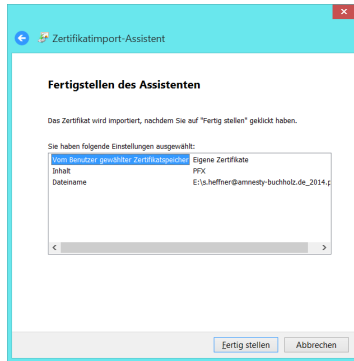 Zertifikatimport-Assistent
Fertigstellen des Assistenten
Das Zertifikat wird importiert, nachdem Sie auf "Fertig stellen" geklickt haben.
Sie haben folgende Einstellungen ausgewählt:
Vom Benutzer gewählter Zertifikatspeicher Eigene Zertifikate
Inhalt PFX
Dateiname E:\s.heffner@amnesty-buchholz.de_2014.p
Fertig stellen Abbrechen